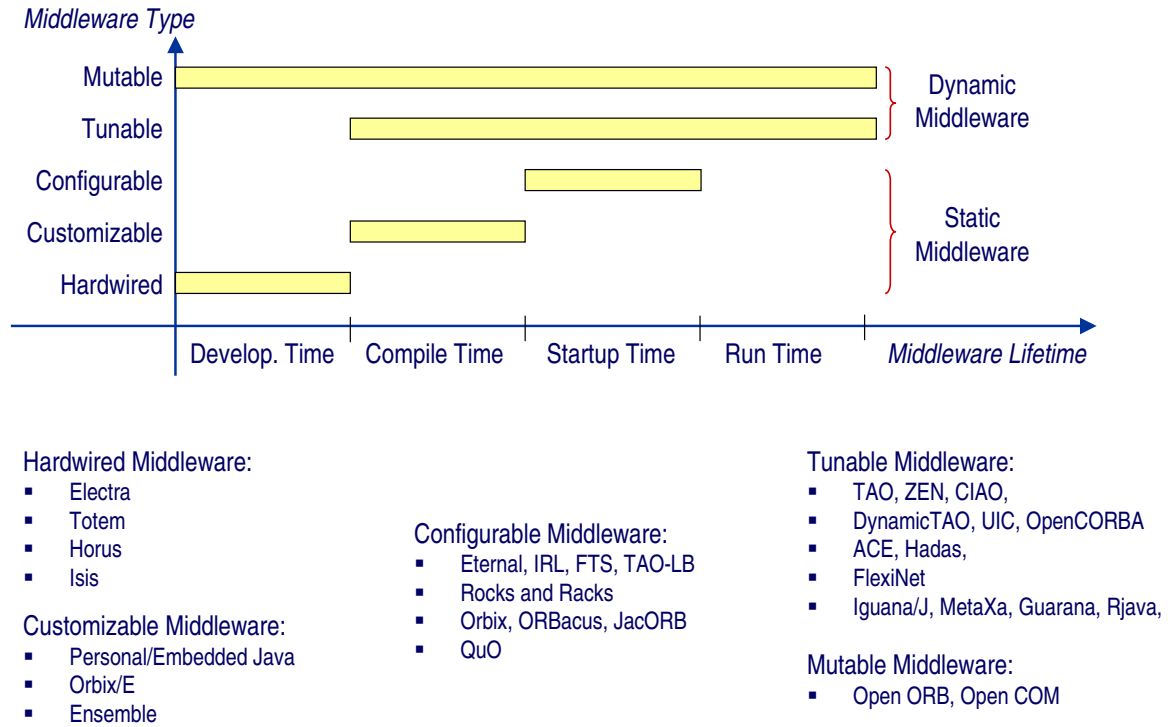 Middleware Type
Mutable
Tunable
Configurable
Customizable
Hardwired
Dynamic
Middleware
Static
Middleware
Develop. Time
Compile Time
Startup Time
Run Time
Middleware Lifetime
Hardwired Middleware:
▪ Electra
▪ Totem
▪ Horus
▪ Isis
Customizable Middleware:
▪ Personal/Embedded Java
▪ Orbix/E
▪ Ensemble
Configurable Middleware:
▪ Eternal, IRL, FTS, TAO-LB
▪ Rocks and Racks
▪ Orbix, ORBacus, JacORB
▪ QuO
Tunable Middleware:
▪ TAO, ZEN, CIAO,
▪ DynamicTAO, UIC, OpenCORBA
▪ ACE, Hadas,
▪ FlexiNet
▪ Iguana/J, MetaXa, Guarana, Rjava,
Mutable Middleware:
▪ Open ORB, Open COM